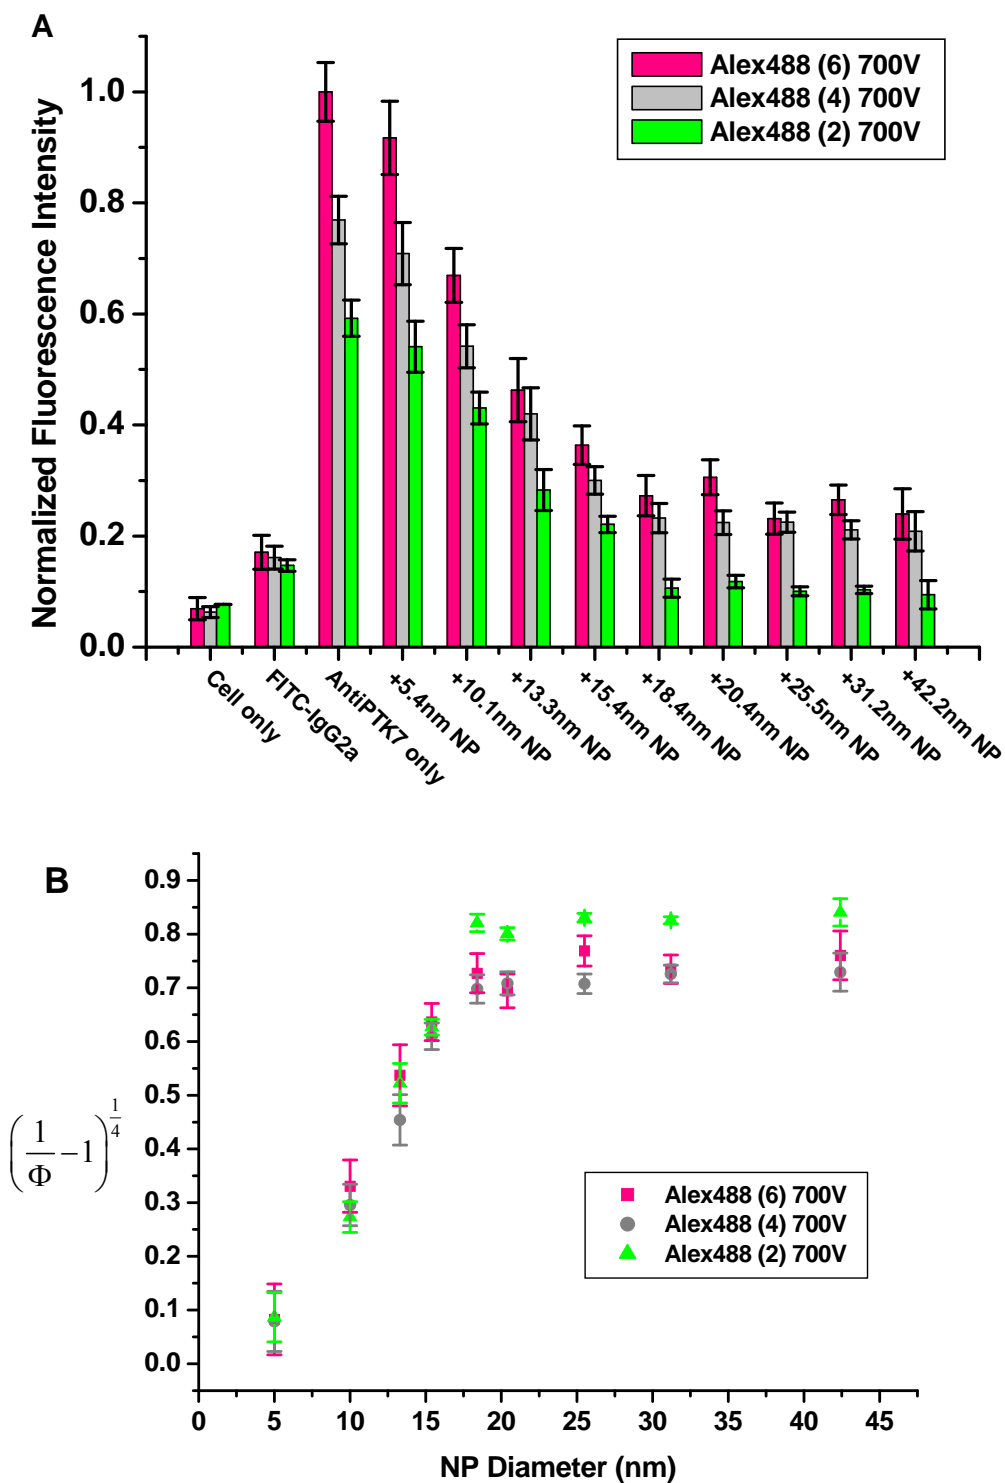 A
Alex488 (6) 700V
Alex488 (4) 700V
Alex488 (2) 700V
Normalized Fluorescence Intensity
1.0
0.8
0.6
0.4
0.2
0.0
Cell only
FITC-IgG2a
AntiPTK7 only
+5.4nm NP
+10.1nm NP
+13.3nm NP
+15.4nm NP
+18.4nm NP
+20.4nm NP
+25.5nm NP
+31.2nm NP
+42.2nm NP
B
(1/Φ −1)^1/4
0.9
0.8
0.7
0.6
0.5
0.4
0.3
0.2
0.1
0.0
Alex488 (6) 700V
Alex488 (4) 700V
Alex488 (2) 700V
0 5 10 15 20 25 30 35 40 45
NP Diameter (nm)